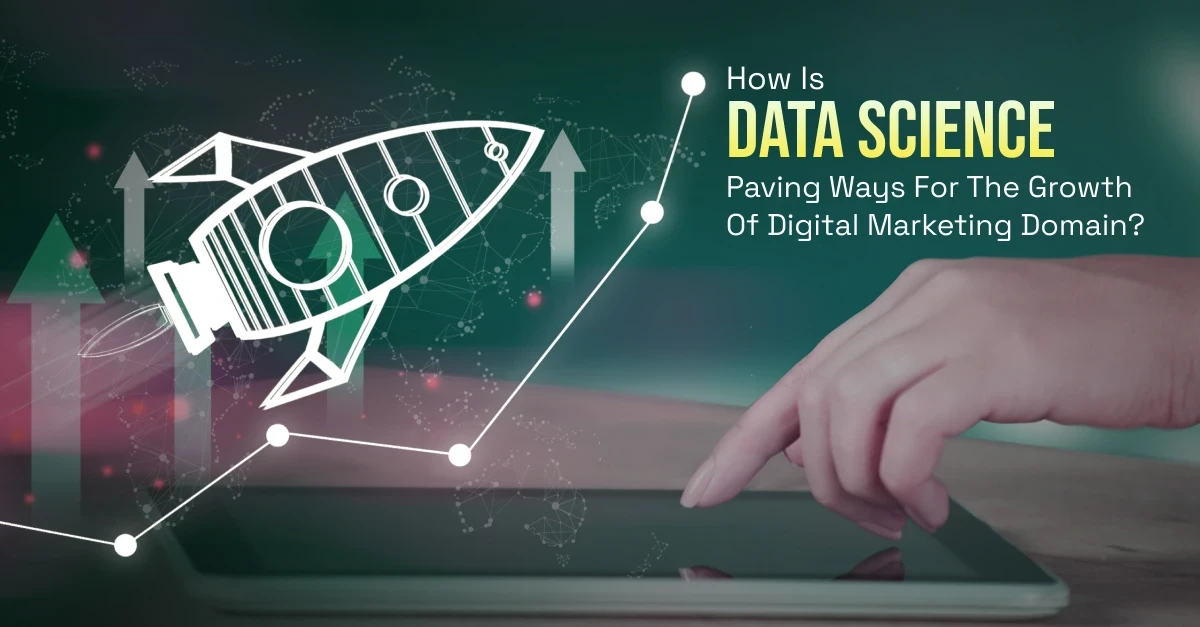 How Is
DATA SCIENCE
Paving Ways For The Growth
Of Digital Marketing Domain?